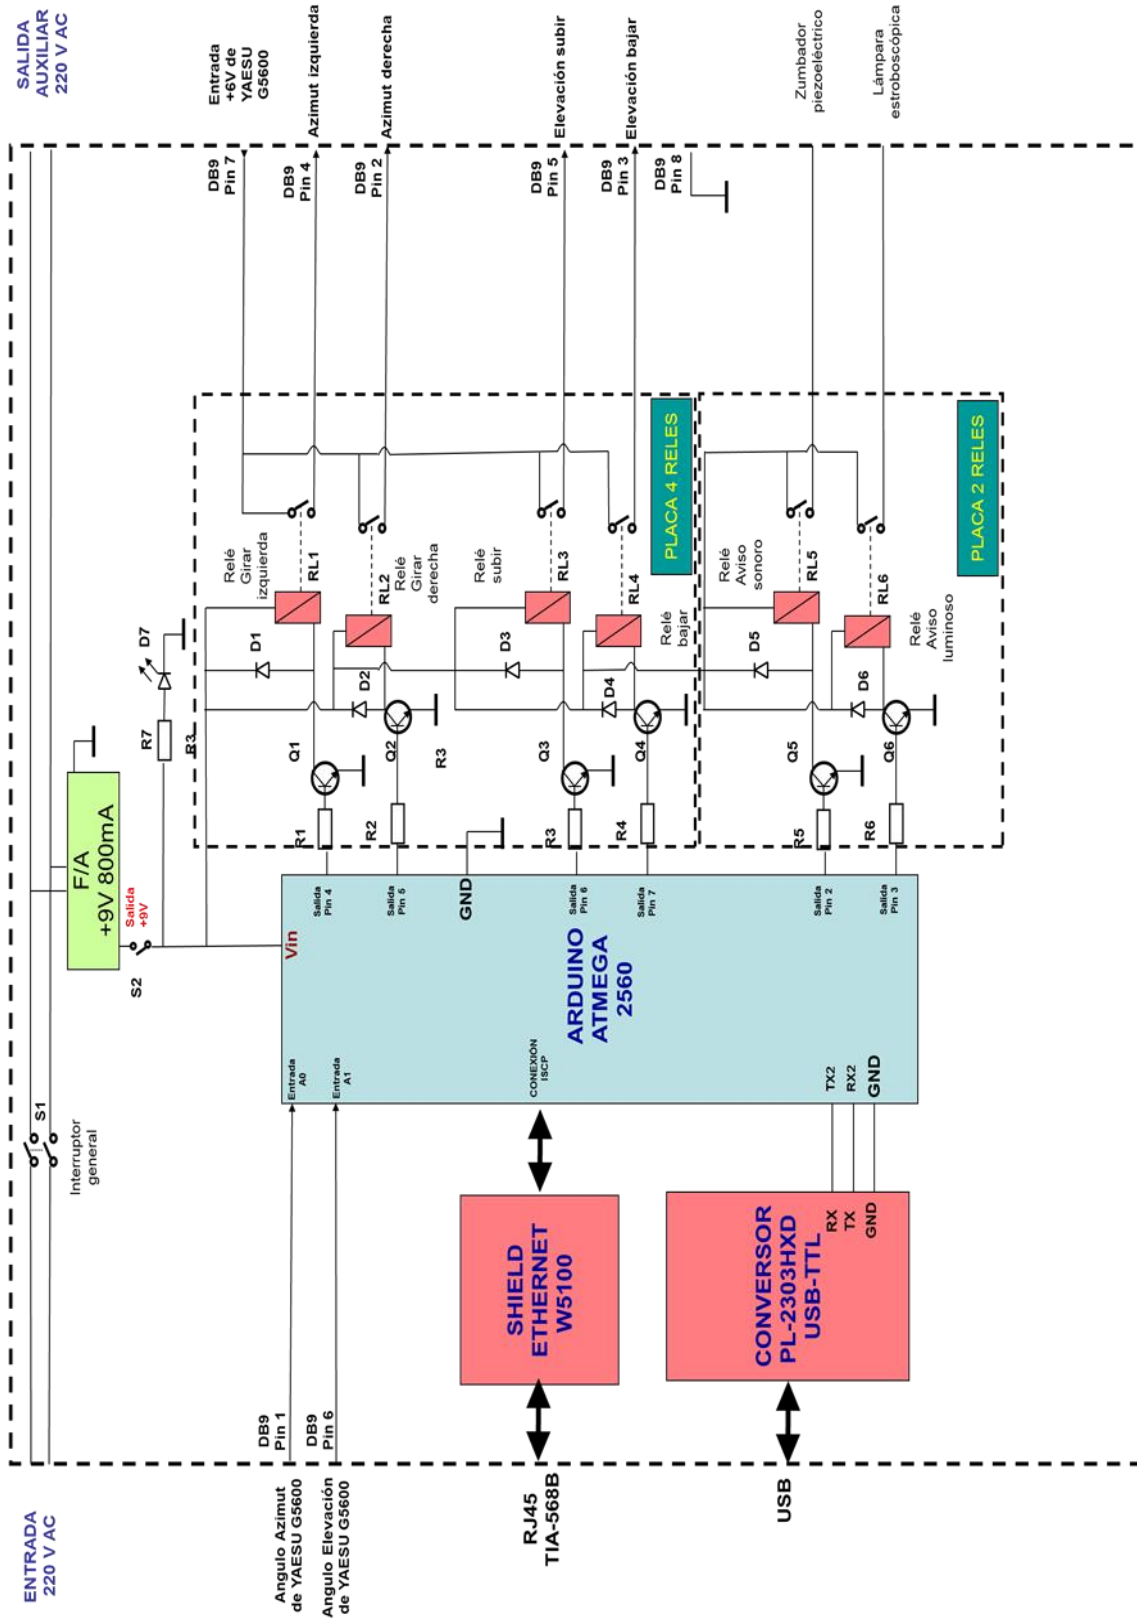 ENTRADA
220 V AC
SALIDA
AUXILIAR
220 V AC
S1
Interruptor
general
F/A
+9V 800mA
Salida
+9V
S2
R7
R3
D7
Entrada
+6V de
YAESU
G5600
DB9
Pin 7
Azimut izquierda
DB9
Pin 4
Azimut derecha
DB9
Pin 2
Elevación subir
DB9
Pin 5
Elevación bajar
DB9
Pin 3
DB9
Pin 8
Zumbador
piezoeléctrico
Lámpara
estroboscópica
Angulo Azimut
de YAESU G5600
DB9
Pin 1
Angulo Elevación
de YAESU G5600
DB9
Pin 6
RJ45
TIA-568B
USB
SHIELD
ETHERNET
W5100
CONVERSOR
PL-2303HXD
USB-TTL
RX
TX
GND
Entrada
A0
Entrada
A1
CONEXIÓN
ISCP
TX2
RX2
GND
ARDUINO
ATMEGA
2560
Vin
Salida
Pin 4
Salida
Pin 5
GND
Salida
Pin 6
Salida
Pin 7
Salida
Pin 2
Salida
Pin 3
R1
Q1
D1
Relé
Girar
izquierda
RL1
R2
Q2
D2
RL2
Relé
Girar
derecha
R3
R3
Q3
D3
Relé
subir
RL3
R4
Q4
D4
RL4
Relé
bajar
PLACA 4 RELES
R5
Q5
D5
Relé
Aviso
sonoro
RL5
R6
Q6
D6
RL6
Relé
Aviso
luminoso
PLACA 2 RELES